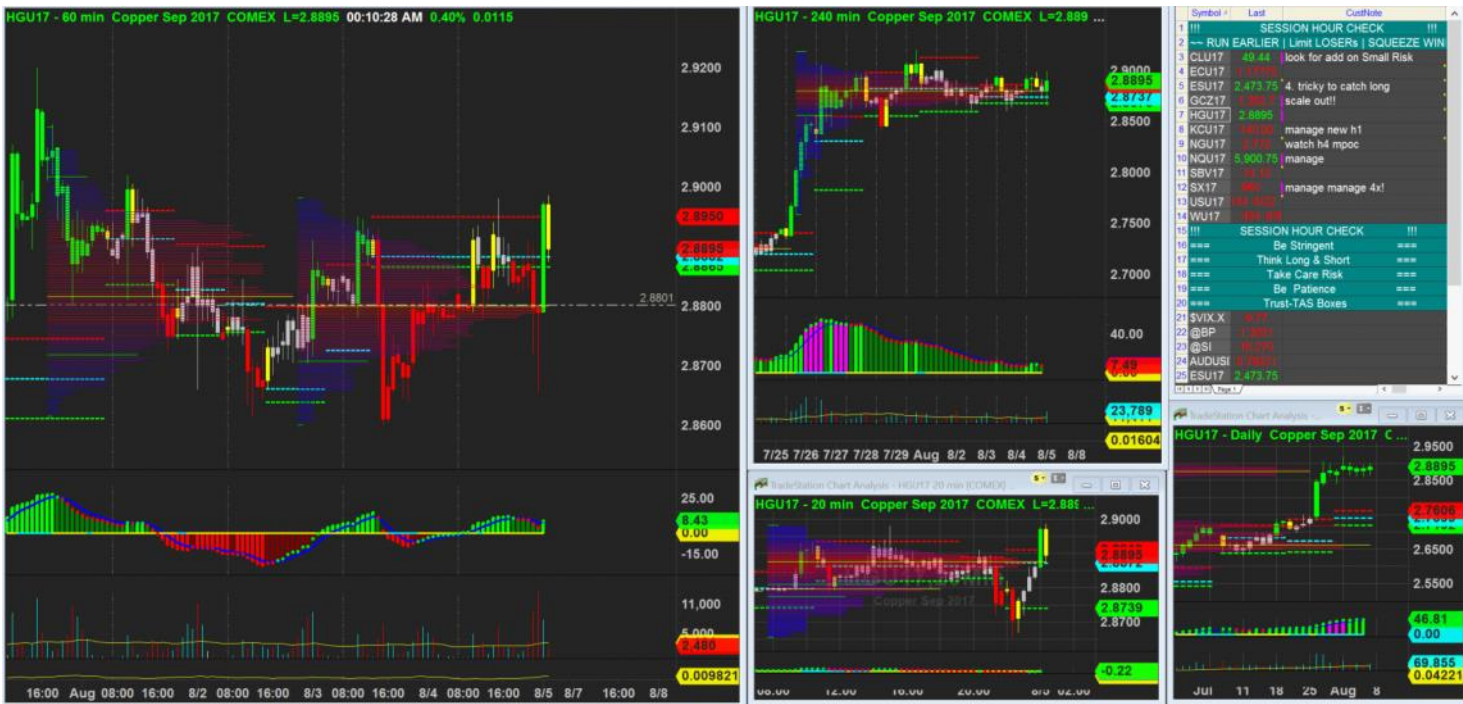 HGU17 - 60 min Copper Sep 2017 COMEX L=2.8895 00:10:28 AM 0.40% 0.0115
2.9200
2.9100
2.9000
2.8950
2.8895
2.8865
2.8801
2.8800
2.8700
2.8600
25.00
8.43
0.00
-15.00
11,000
5,000
2,480
0.009821
16:00 Aug 08:00 16:00 8/2 08:00 16:00 8/3 08:00 16:00 8/4 08:00 16:00 8/5 8/7 16:00 8/8
HGU17 - 240 min Copper Sep 2017 COMEX L=2.889 ...
2.9000
2.8895
2.8737
2.8500
2.8000
2.7500
2.7000
40.00
7.49
0.00
23,789
0.01604
7/25 7/26 7/27 7/28 7/29 Aug 8/2 8/3 8/4 8/5 8/8
TradeStation Chart Analysis - HGU17 20 min [COMEX] ...
HGU17 - 20 min Copper Sep 2017 COMEX L=2.889 ...
2.9000
2.8895
2.8872
2.8800
2.8739
2.8700
Copper Sep 2017
-0.22
08:00 12:00 16:00 20:00 8/5 02:00
Symbol Last CustNote
1 !!! SESSION HOUR CHECK !!!
2 ~~ RUN EARLIER | Limit LOSERs | SQUEEZE WIN
3 CLU17 49.44 look for add on Small Risk
4 ECU17
5 ESU17 2,473.75 4. tricky to catch long
6 GCZ17 scale out!!
7 HGU17 2.8895
8 KCU17 manage new h1
9 NGU17 watch h4 mpoc
10 NQU17 5,900.75 manage
11 SBV17
12 SX17 manage manage 4x!
13 USU17
14 WU17
15 !!! SESSION HOUR CHECK !!!
16 === Be Stringent ===
17 === Think Long & Short ===
18 === Take Care Risk ===
19 === Be Patience ===
20 === Trust-TAS Boxes ===
21 $VIX.X
22 @BP
23 @SI
24 AUDUSI
25 ESU17 2,473.75
Page 1
TradeStation Chart Analysis - ...
HGU17 - Daily Copper Sep 2017 C ...
2.9500
2.8895
2.8500
2.7606
2.6500
2.5500
46.81
0.00
69,855
0.04221
Jul 11 18 25 Aug 8